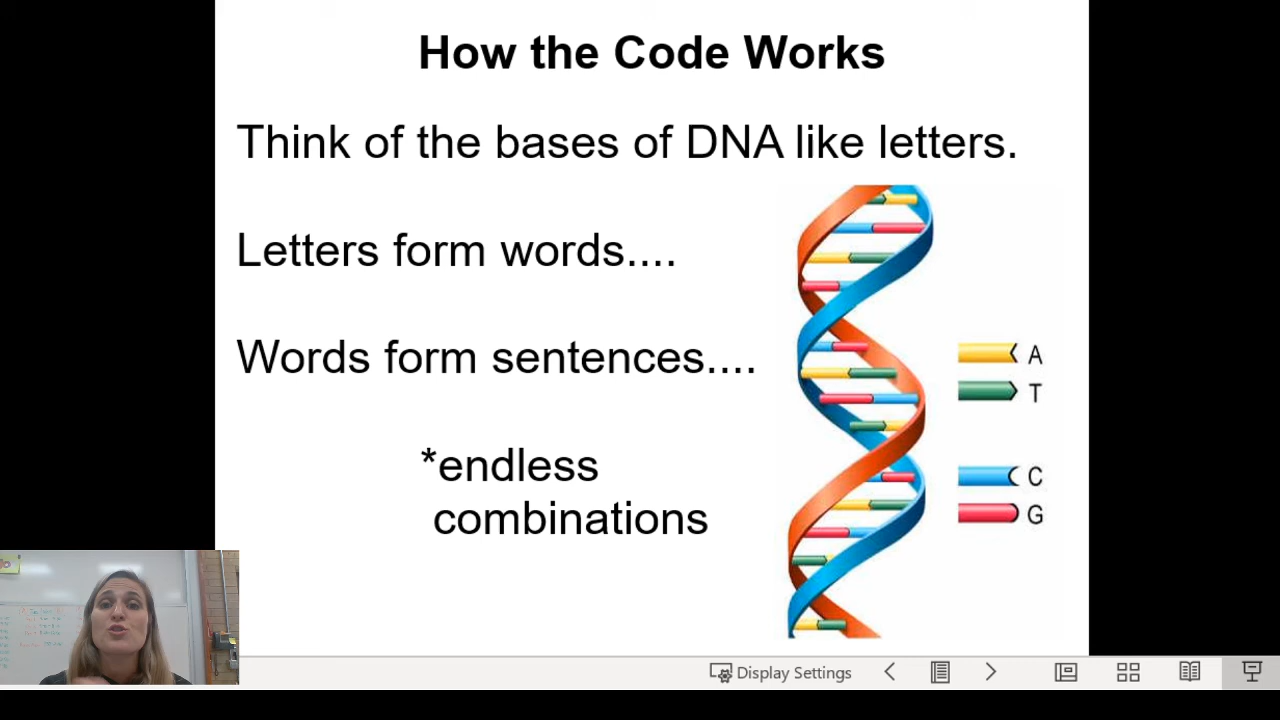 How the Code Works
Think of the bases of DNA like letters.
Letters form words....
Words form sentences....
*endless
combinations
A
T
C
G
Display Settings